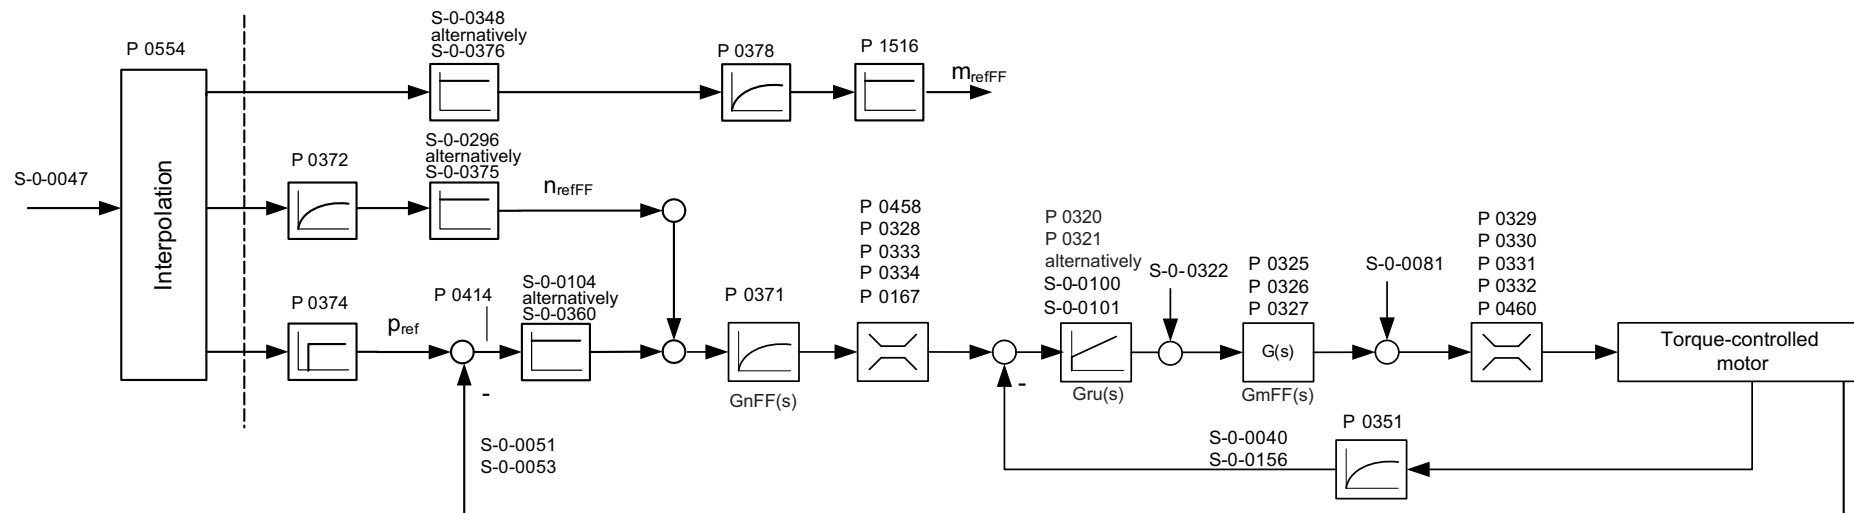 P 0554
S-0-0348
alternatively
S-0-0376
P 0378
P 1516
mrefFF
S-0-0047
Interpolation
P 0372
S-0-0296
alternatively
S-0-0375
nrefFF
P 0374
pref
P 0414
S-0-0104
alternatively
S-0-0360
P 0371
GnFF(s)
P 0458
P 0328
P 0333
P 0334
P 0167
P 0320
P 0321
alternatively
S-0-0100
S-0-0101
Gru(s)
S-0-0322
P 0325
P 0326
P 0327
G(s)
GmFF(s)
S-0-0081
P 0329
P 0330
P 0331
P 0332
P 0460
Torque-controlled
motor
-
-
S-0-0051
S-0-0053
S-0-0040
S-0-0156
P 0351